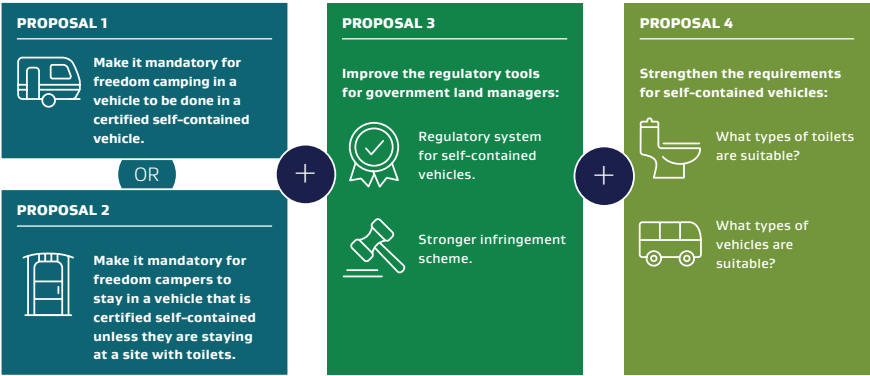 PROPOSAL 1
Make it mandatory for
freedom camping in a
vehicle to be done in a
certified self-contained
vehicle.
OR
PROPOSAL 2
Make it mandatory for
freedom campers to
stay in a vehicle that is
certified self-contained
unless they are staying
at a site with toilets.
+
PROPOSAL 3
Improve the regulatory tools
for government land managers:
Regulatory system
for self-contained
vehicles.
Stronger infringement
scheme.
+
PROPOSAL 4
Strengthen the requirements
for self-contained vehicles:
What types of toilets
are suitable?
What types of
vehicles are
suitable?